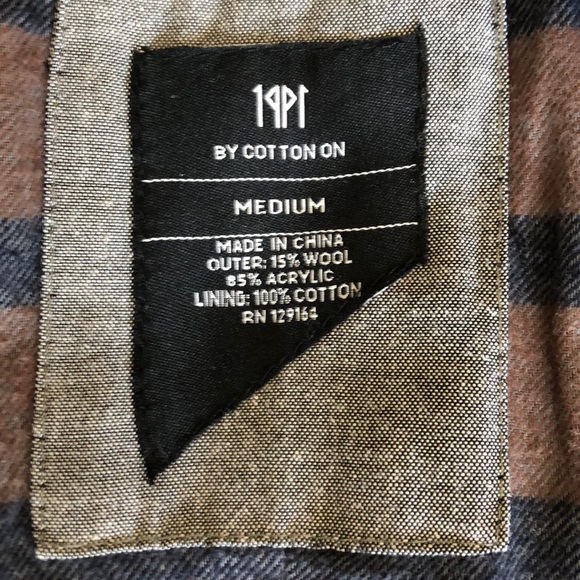 1991
BY COTTON ON
MEDIUM
MADE IN CHINA
OUTER: 15% WOOL
85% ACRYLIC
LINING: 100% COTTON
RN 129164